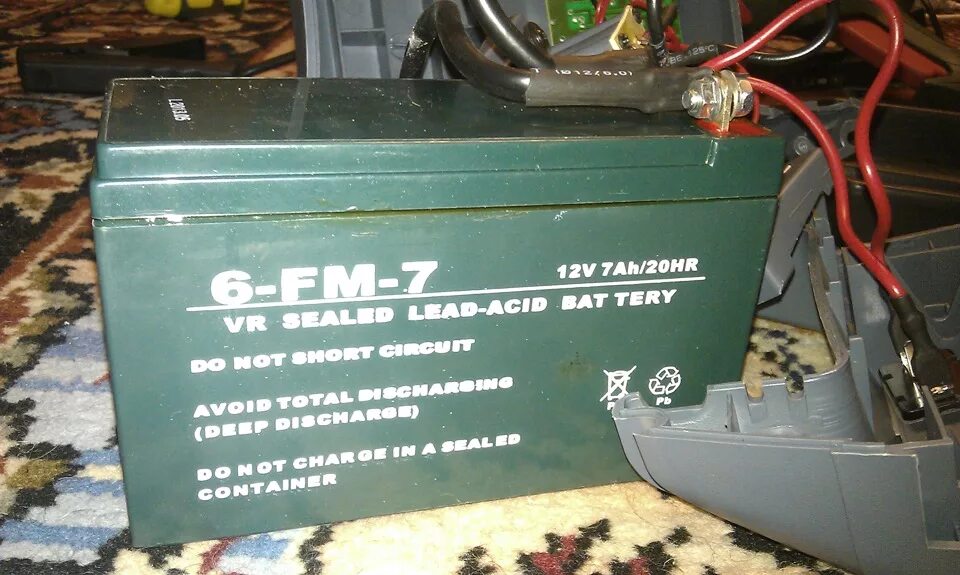 125°C
6-FM-7
12V 7Ah/20HR
VR SEALED LEAD-ACID BAT TERY
DO NOT SHORT CIRCUIT
AVOID TOTAL DISCHARGING
(DEEP DISCHARGE)
Pb
DO NOT CHARGE IN A SEALED
CONTAINER